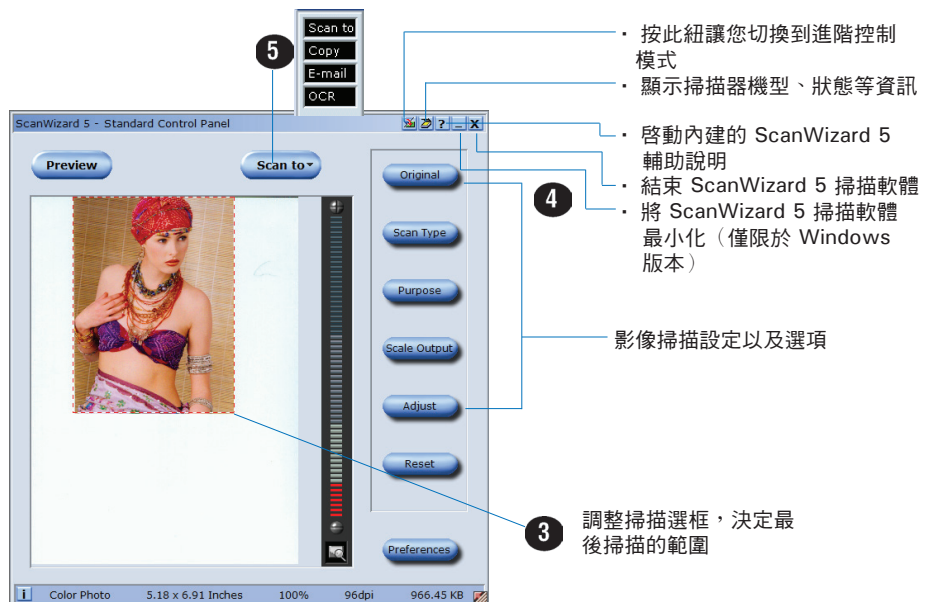 Scan to
Copy
E-mail
OCR
5
ScanWizard 5 - Standard Control Panel
?
X
Preview
Scan to
Original
Scan Type
Purpose
Scale Output
Adjust
Reset
Preferences
i
Color Photo 5.18 x 6.91 Inches 100% 96dpi 966.45 KB
· 按此紐讓您切換到進階控制
模式
· 顯示掃描器機型、狀態等資訊
· 啓動內建的 ScanWizard 5
輔助說明
4
· 結束 ScanWizard 5 掃描軟體
· 將 ScanWizard 5 掃描軟體
最小化（僅限於 Windows
版本）
影像掃描設定以及選項
3
調整掃描選框，決定最
後掃描的範圍